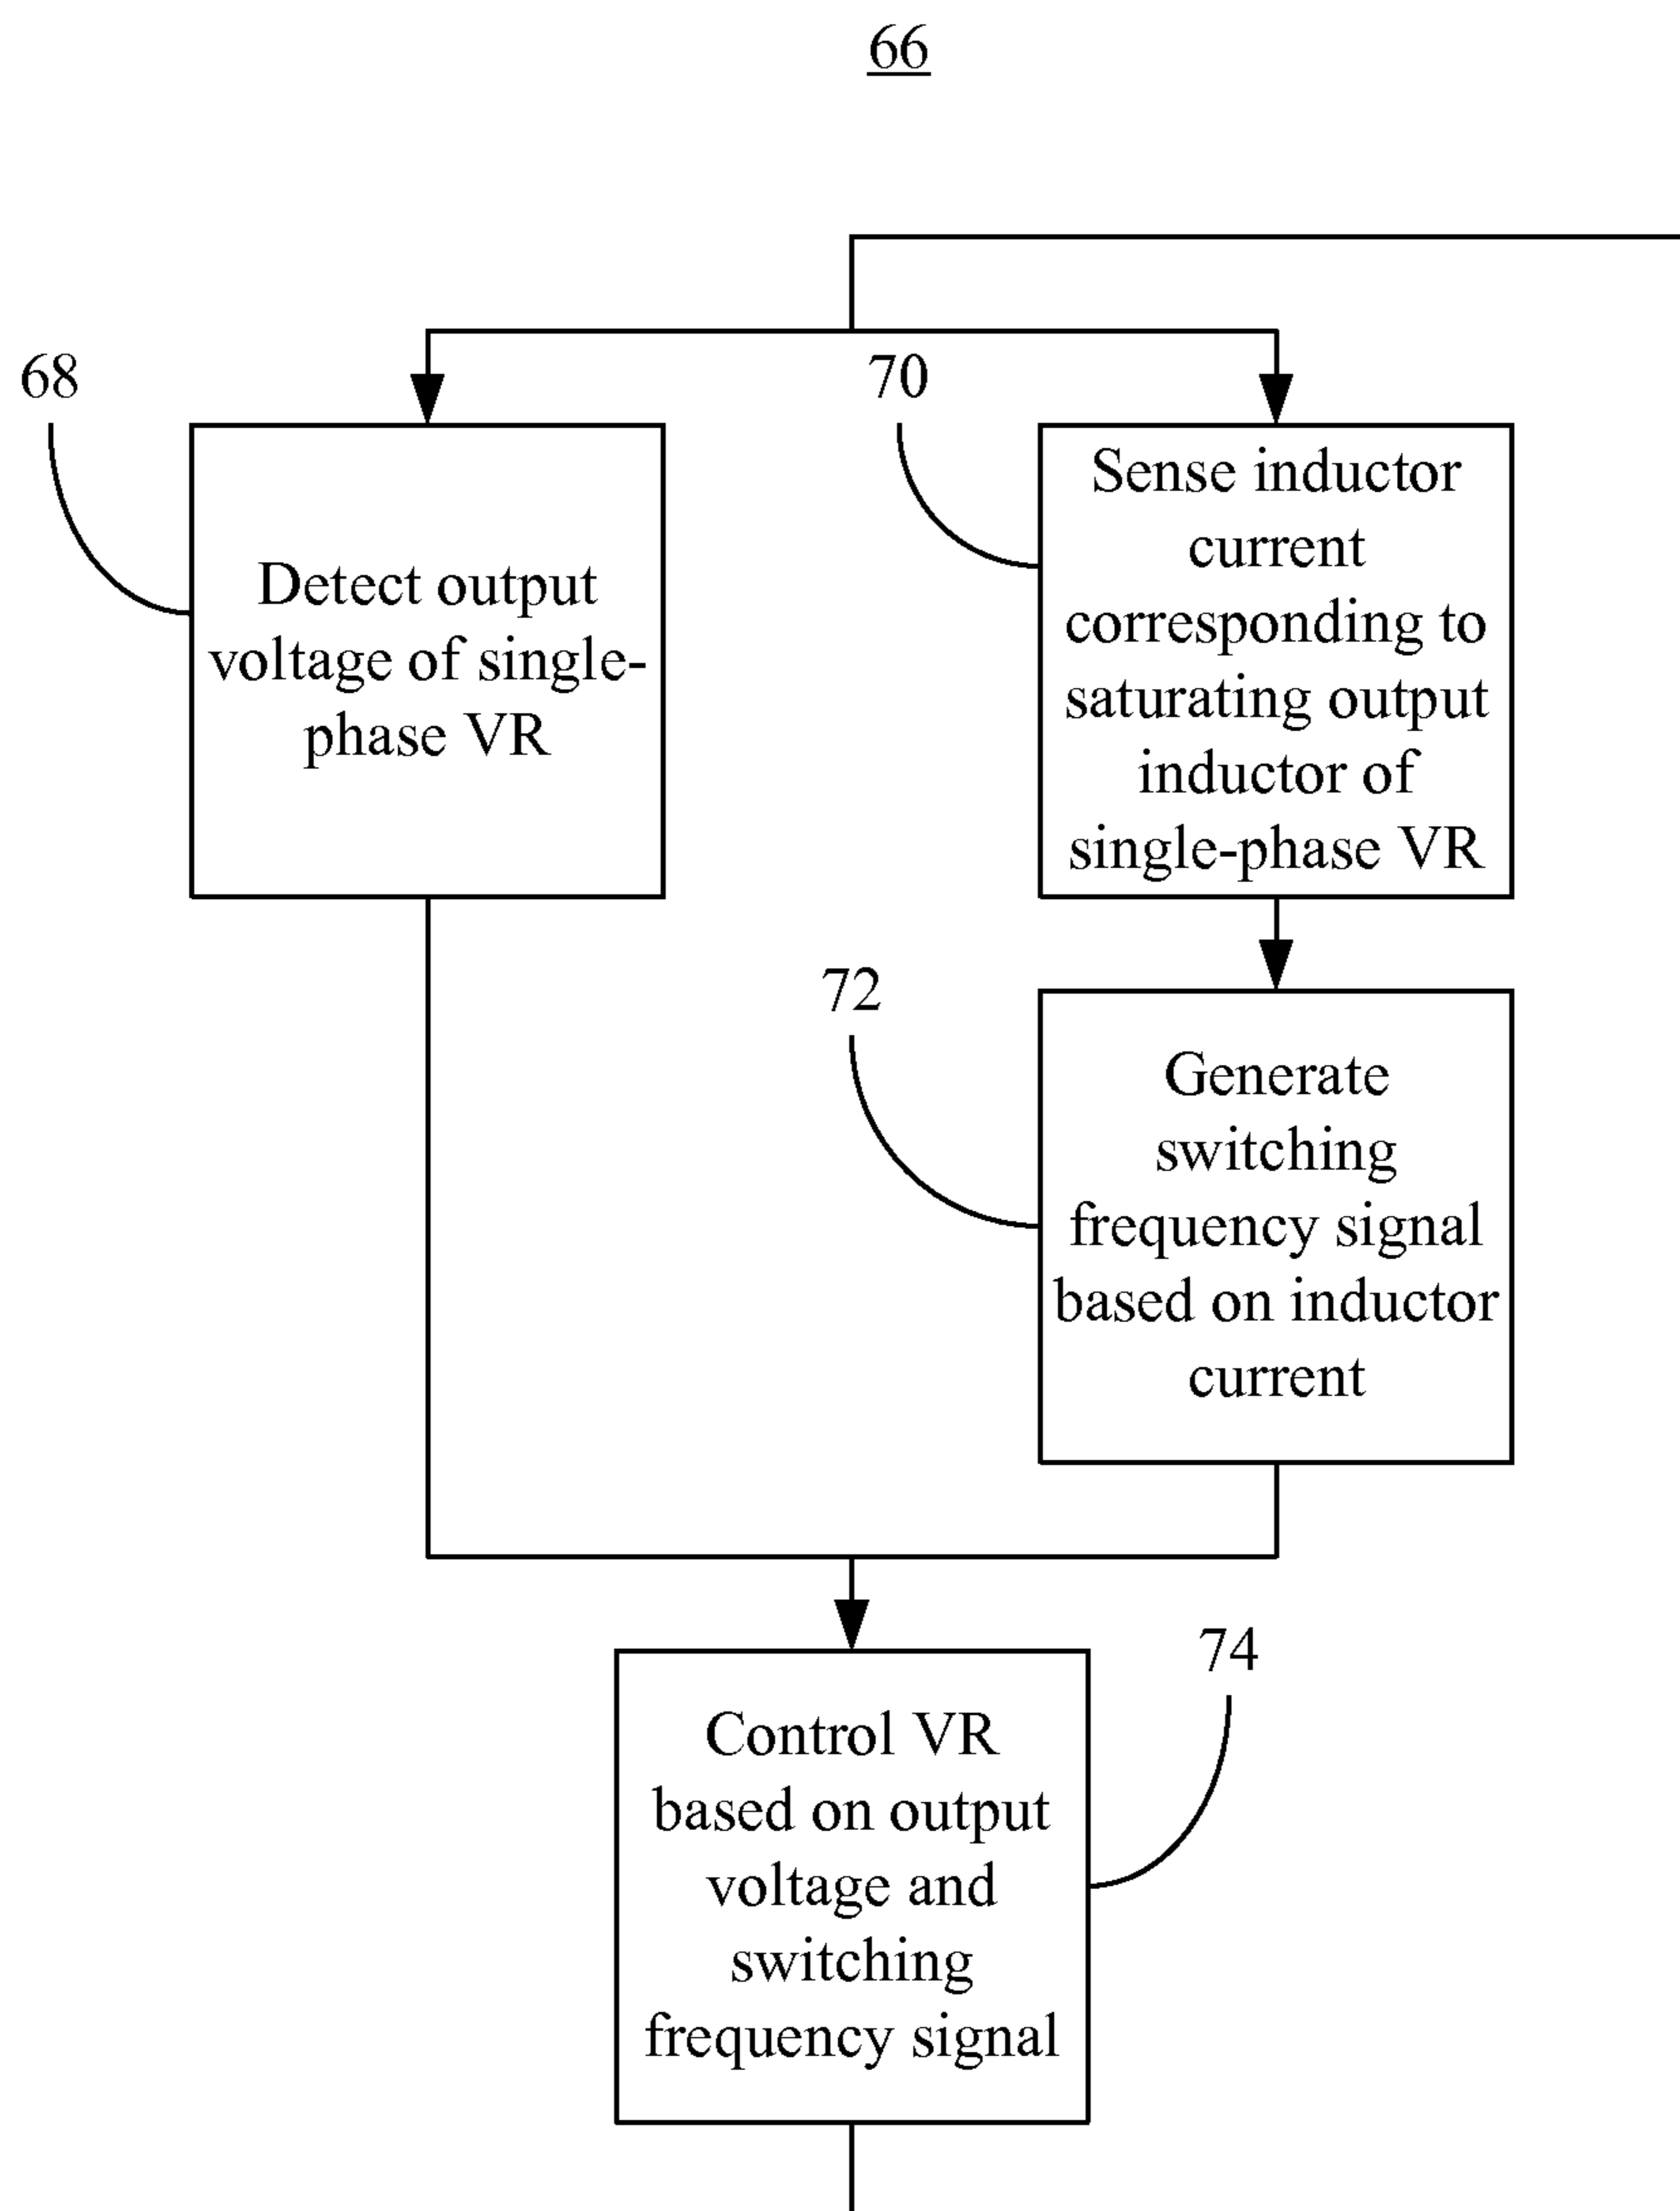 66
68
Detect output
voltage of single-
phase VR
70
Sense inductor
current
corresponding to
saturating output
inductor of
single-phase VR
72
Generate
switching
frequency signal
based on inductor
current
74
Control VR
based on output
voltage and
switching
frequency signal